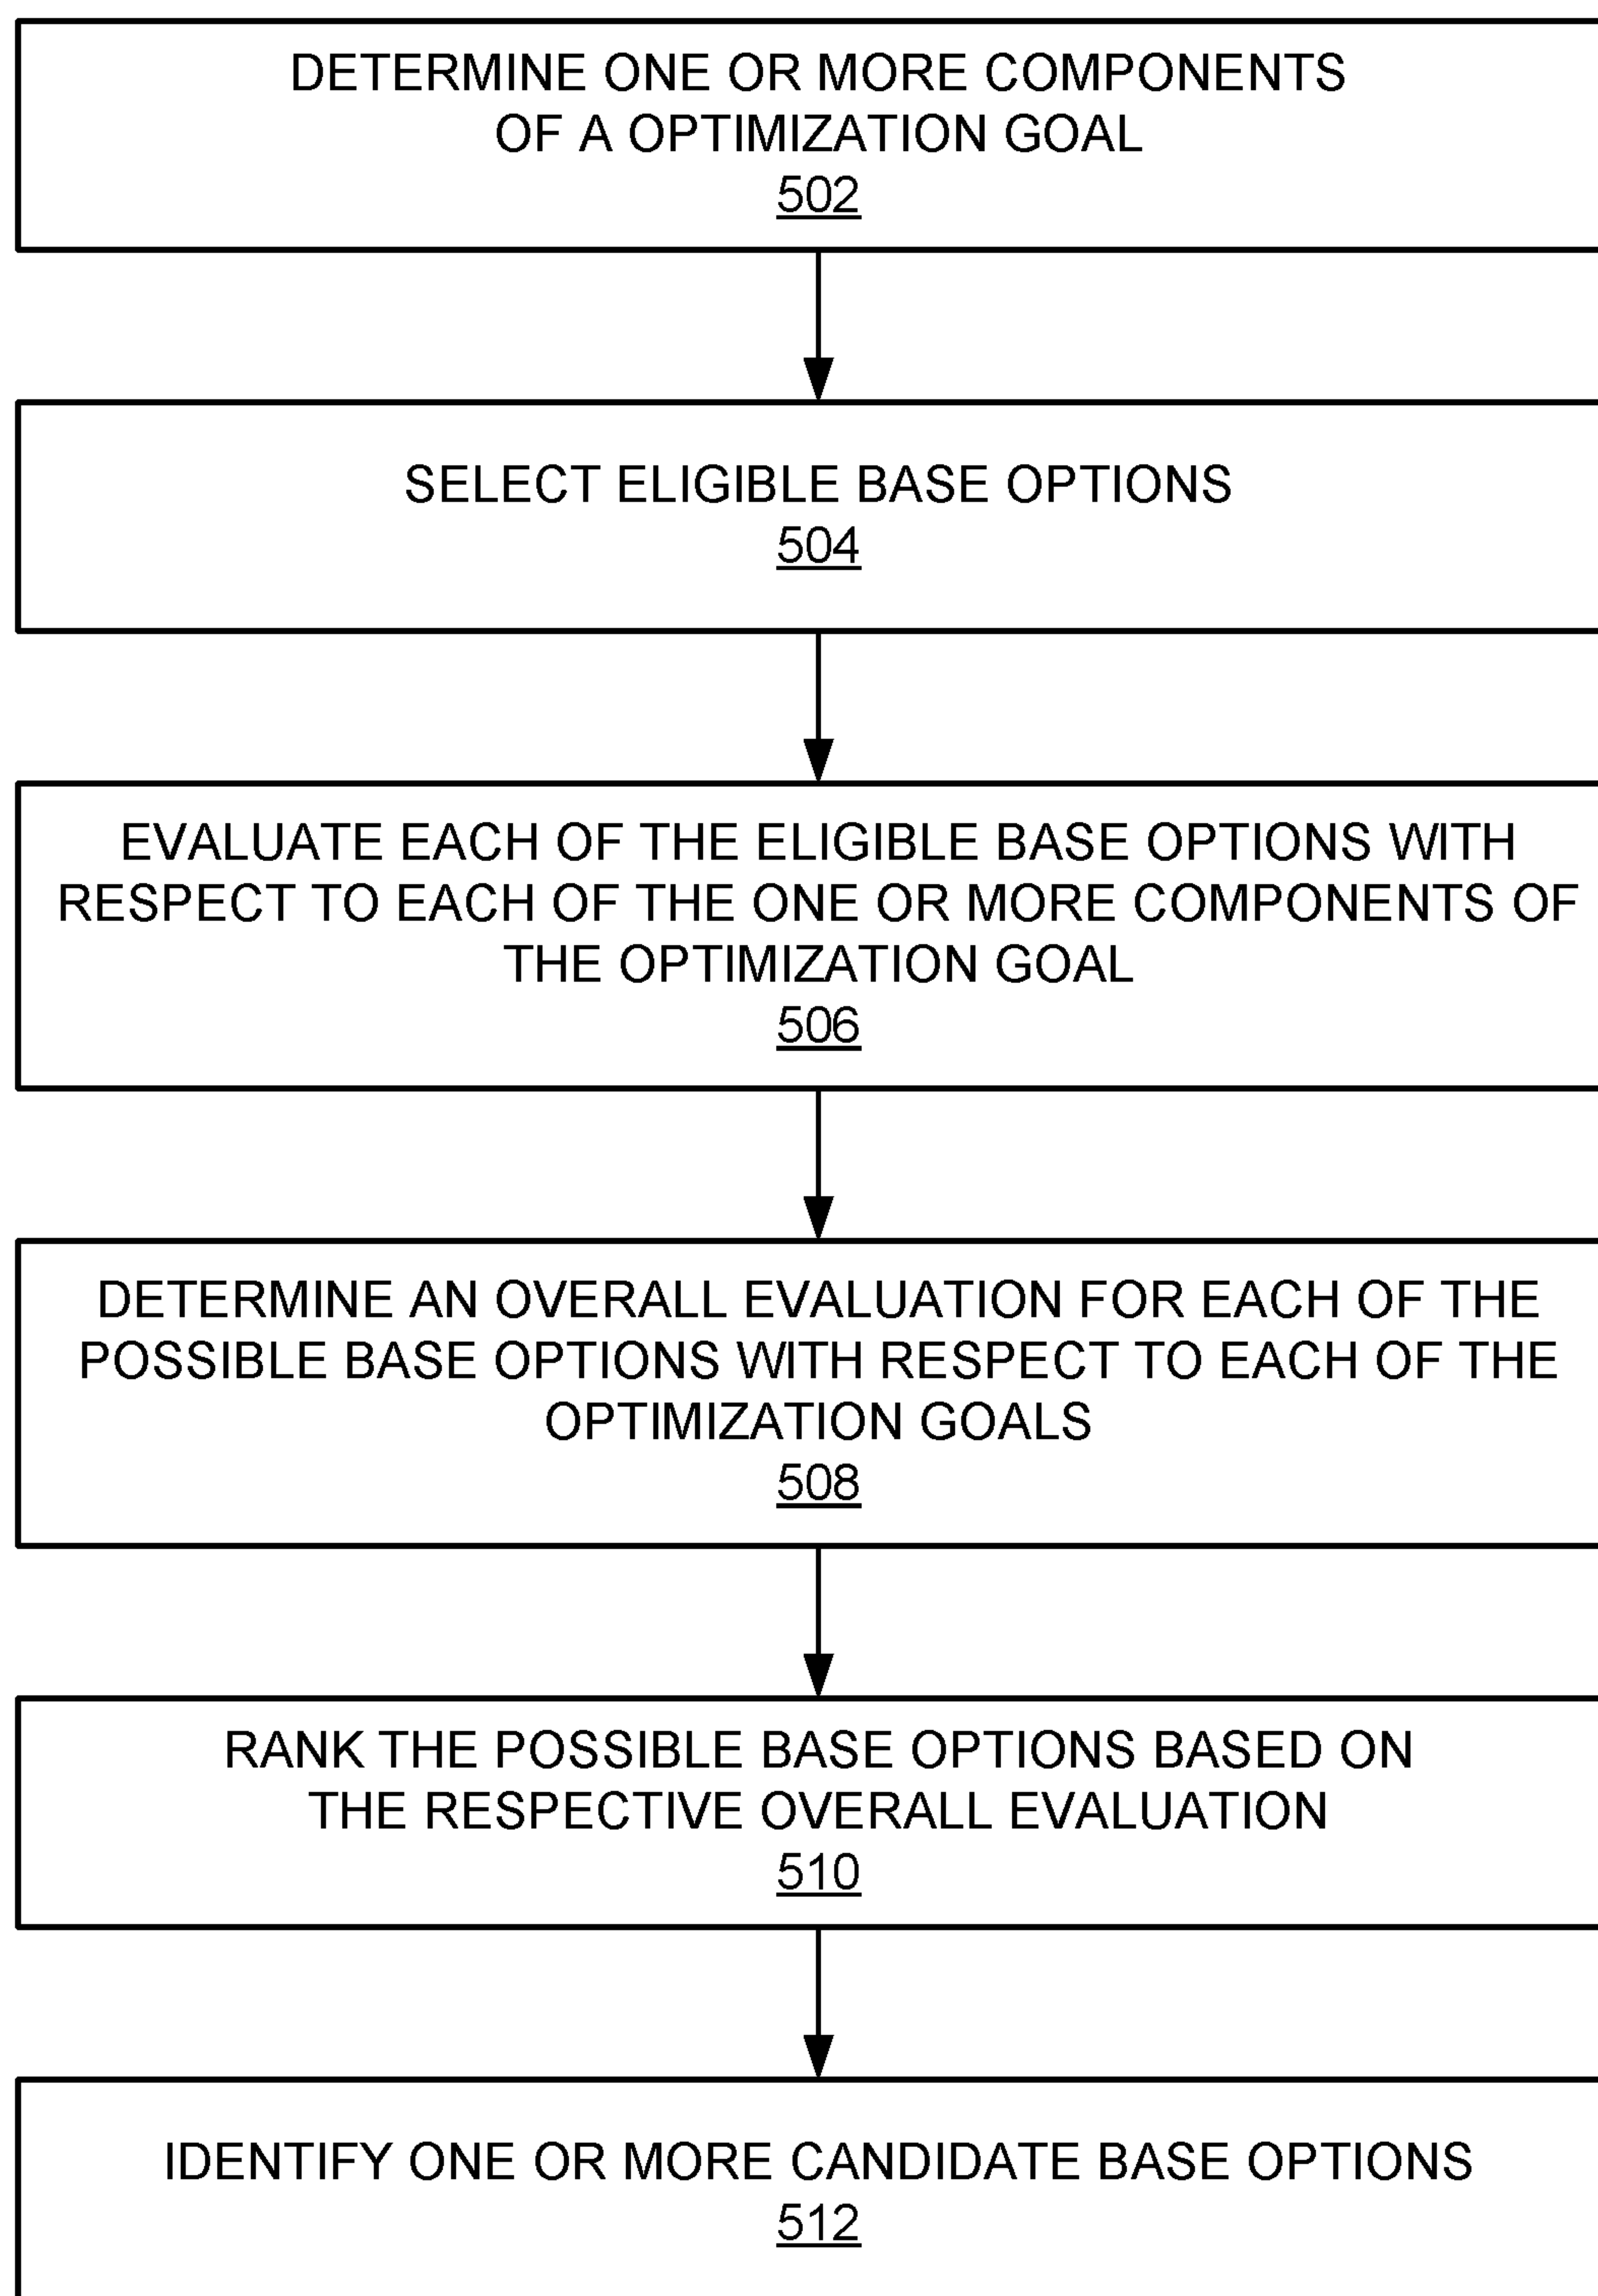 DETERMINE ONE OR MORE COMPONENTS
OF A OPTIMIZATION GOAL
502
SELECT ELIGIBLE BASE OPTIONS
504
EVALUATE EACH OF THE ELIGIBLE BASE OPTIONS WITH
RESPECT TO EACH OF THE ONE OR MORE COMPONENTS OF
THE OPTIMIZATION GOAL
506
DETERMINE AN OVERALL EVALUATION FOR EACH OF THE
POSSIBLE BASE OPTIONS WITH RESPECT TO EACH OF THE
OPTIMIZATION GOALS
508
RANK THE POSSIBLE BASE OPTIONS BASED ON
THE RESPECTIVE OVERALL EVALUATION
510
IDENTIFY ONE OR MORE CANDIDATE BASE OPTIONS
512